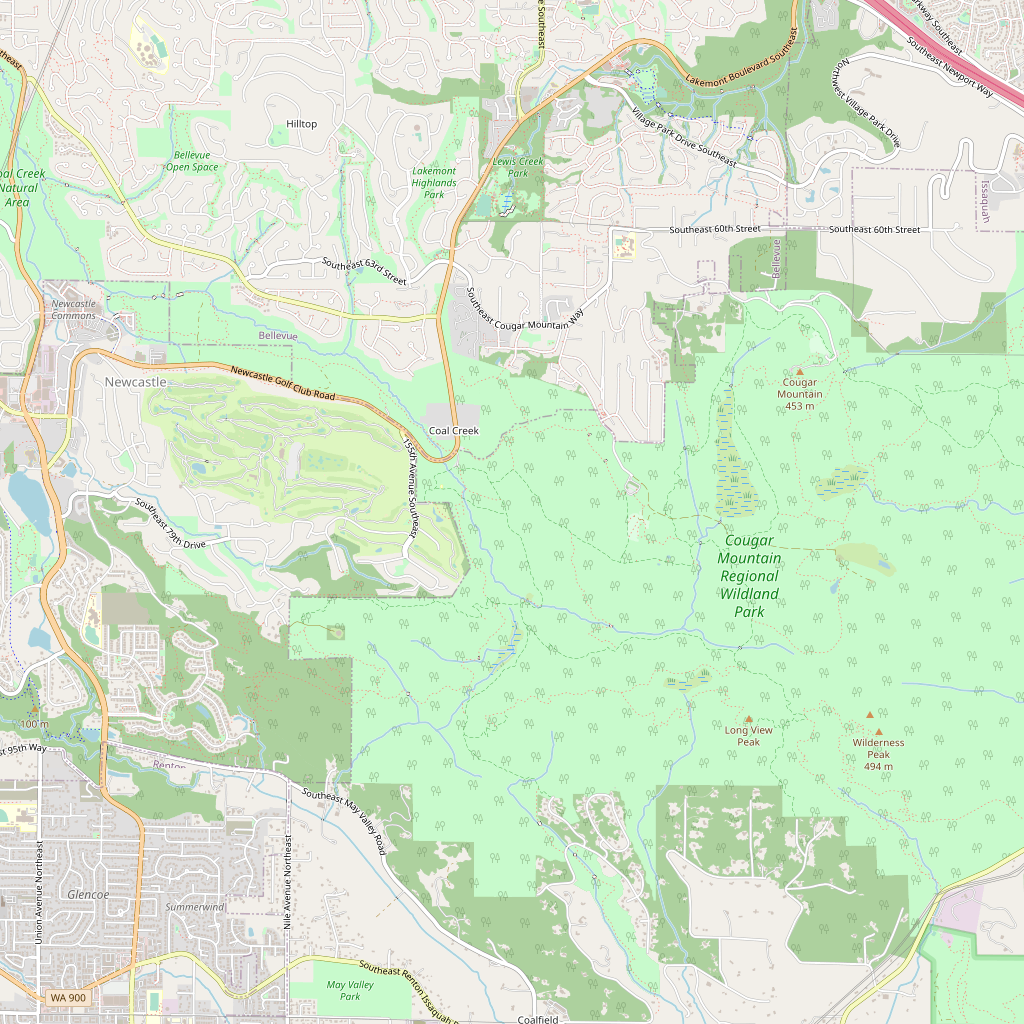 Lakemont Boulevard Southeast
Parkway Southeast
Southeast Newport Way
Northwest Village Park Drive
Village Park Drive Southeast
Hilltop
Bellevue
Open Space
Lakemont
Highlands
Park
Lewis Creek
Park
Coal Creek
Natural
Area
Issaquah
Southeast 60th Street
Southeast 60th Street
Bellevue
Southeast 63rd Street
Southeast Cougar Mountain Way
Newcastle
Commons
Bellevue
Newcastle
Newcastle Golf Club Road
Cougar
Mountain
453 m
Coal Creek
155th Avenue Southeast
Southeast 79th Drive
Cougar
Mountain
Regional
Wildland
Park
100 m
Long View
Peak
Wilderness
Peak
494 m
st 95th Way
Renton
Southeast May Valley Road
Union Avenue Northeast
Nile Avenue Northeast
Glencoe
Summerwind
Southeast Renton Issaquah R
May Valley
Park
WA 900
Coalfield